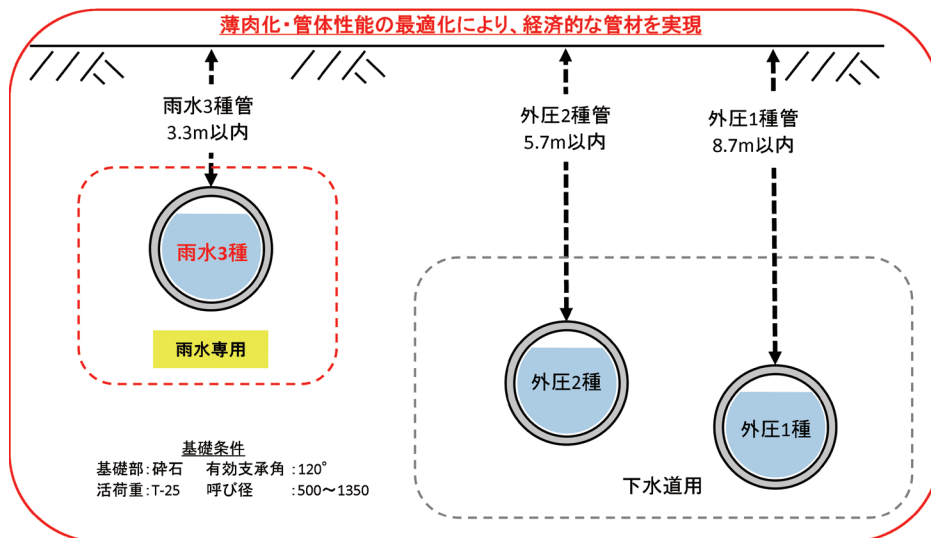 薄肉化・管体性能の最適化により、経済的な管材を実現
雨水3種管
3.3m以内
外圧2種管
5.7m以内
外圧1種管
8.7m以内
雨水3種
雨水専用
外圧2種
外圧1種
下水道用
基礎条件
基礎部:砕石 有効支承角 :120°
活荷重:T-25 呼び径 :500～1350